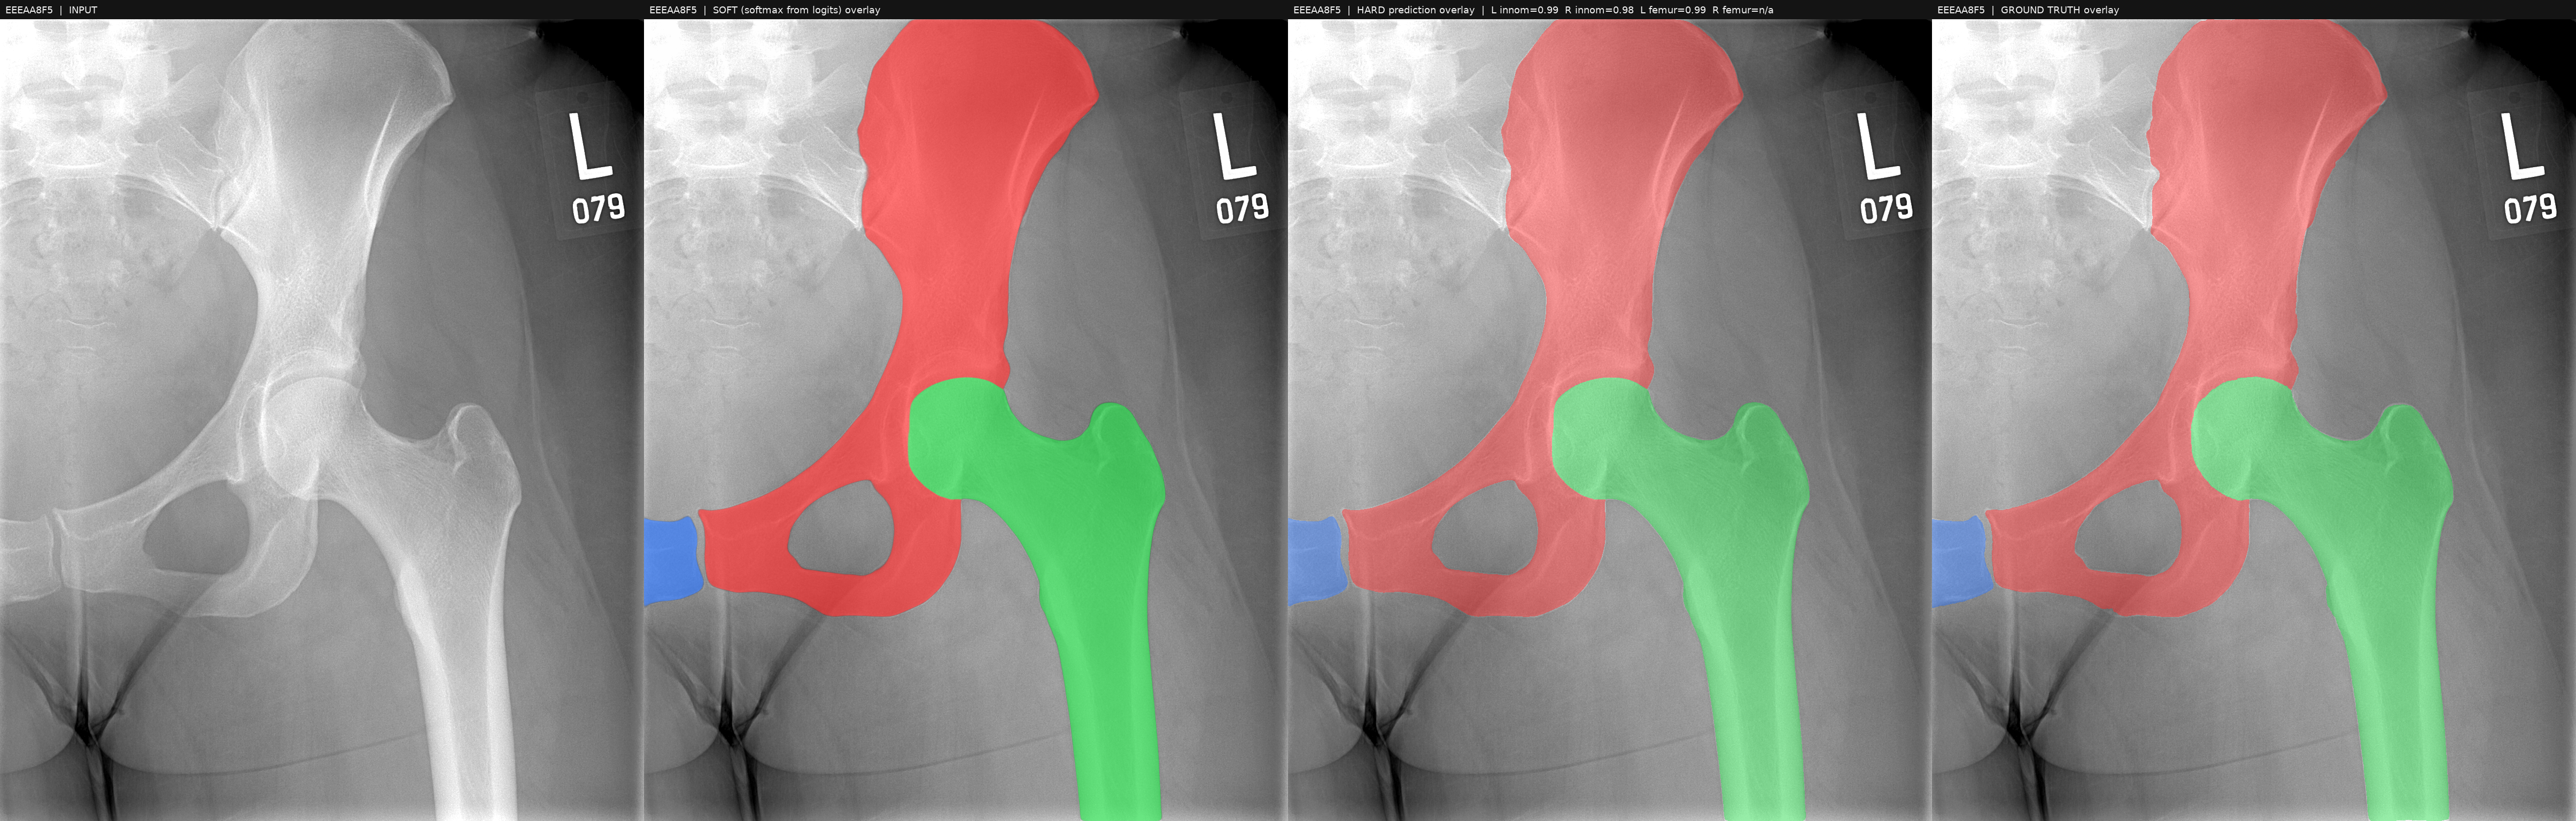 EEEAA8F5 | INPUT
EEEAA8F5 | SOFT (softmax from logits) overlay
EEEAA8F5 | HARD prediction overlay | L innom=0.99 R innom=0.98 L femur=0.99 R femur=n/a
EEEAA8F5 | GROUND TRUTH overlay
L
079
L
079
L
079
L
079